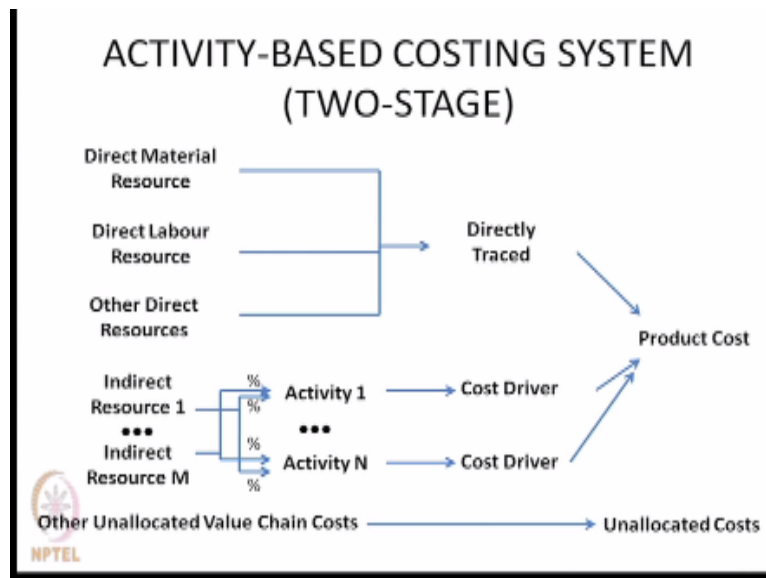 ACTIVITY-BASED COSTING SYSTEM
(TWO-STAGE)
Direct Material
Resource
Direct Labour
Resource
Directly
Traced
Other Direct
Resources
Product Cost
Indirect
Resource 1
%
%
Activity 1
Cost Driver
•••
•••
Indirect
Resource M
%
%
Activity N
Cost Driver
Other Unallocated Value Chain Costs
Unallocated Costs
NPTEL